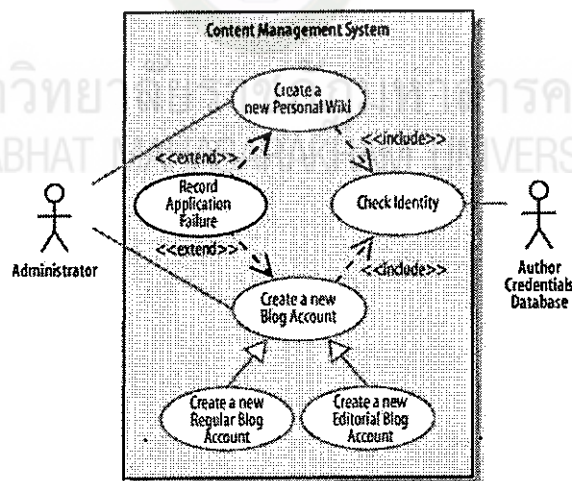 Content Management System
Create a
new Personal Wiki
<<extend>>
<<include>>
Record
Application
Failure
Check Identity
<<extend>>
<<include>>
Administrator
Author
Credentials
Database
Create a new
Blog Account
Create a new
Regular Blog
Account
Create a new
Editorial Blog
Account